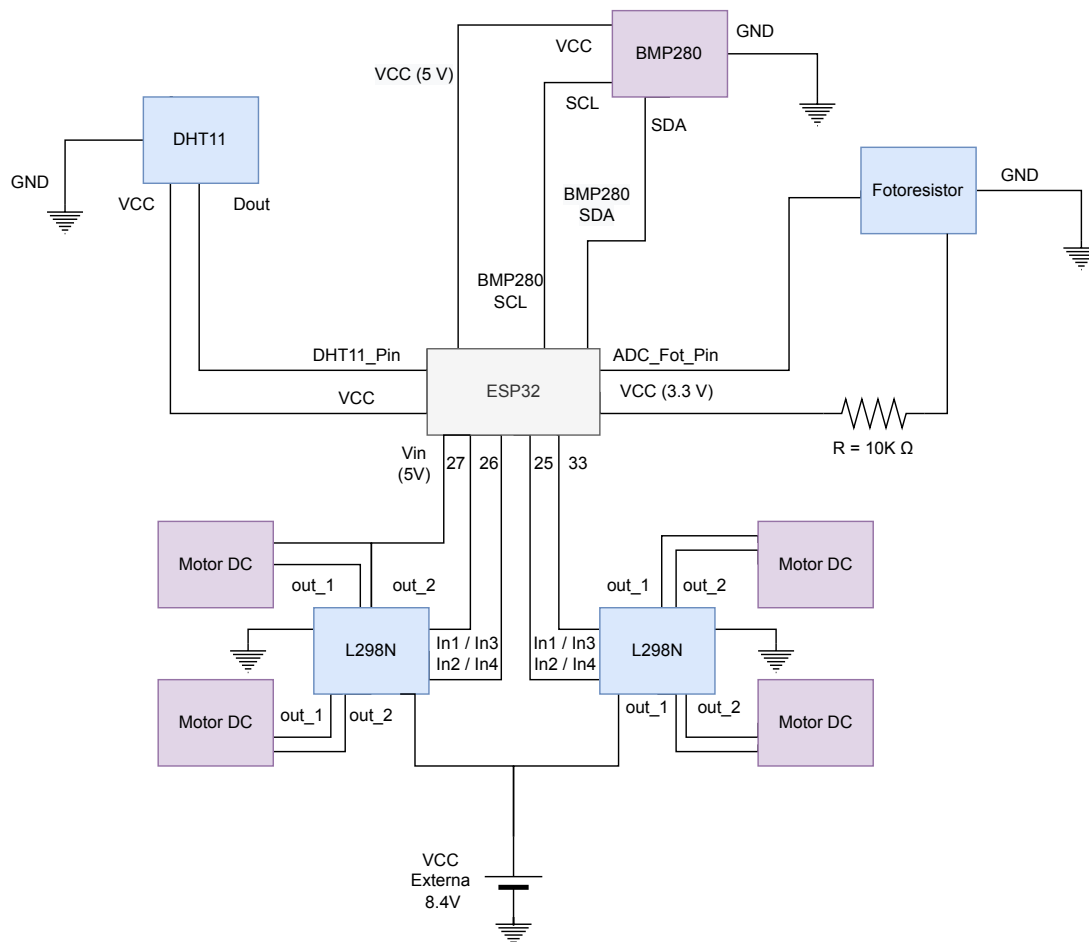 GND
VCC
BMP280
VCC (5 V)
SCL
SDA
DHT11
GND
VCC
Dout
BMP280
SDA
Fotoresistor
GND
BMP280
SCL
DHT11_Pin
ADC_Fot_Pin
ESP32
VCC
VCC (3.3 V)
R = 10K Ω
Vin
(5V)
27
26
25
33
Motor DC
Motor DC
out_1
out_2
out_1
out_2
L298N
In1 / In3
In2 / In4
In1 / In3
In2 / In4
L298N
Motor DC
out_1
out_2
out_1
out_2
Motor DC
VCC
Externa
8.4V